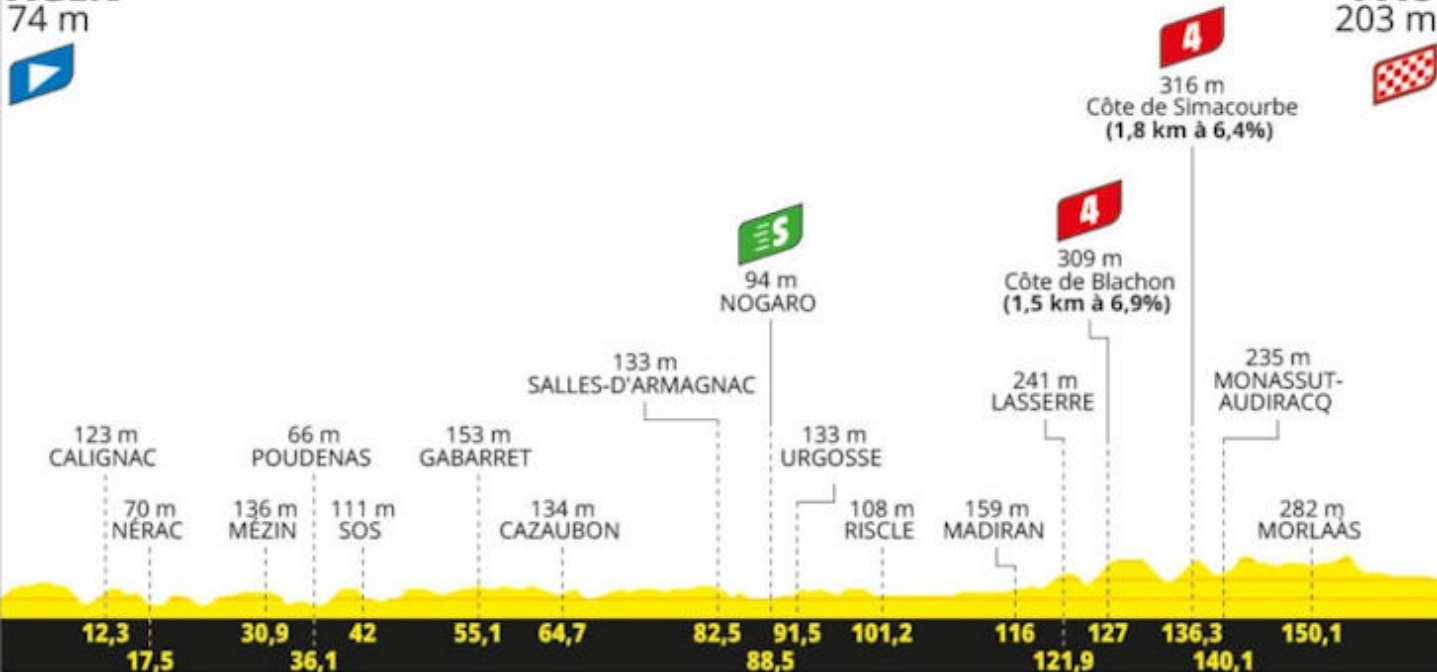 74 m
203 m
4
316 m
Côte de Simacourbe
(1,8 km à 6,4%)
4
309 m
Côte de Blachon
(1,5 km à 6,9%)
S
94 m
NOGARO
133 m
SALLES-D'ARMAGNAC
241 m
LASSERRE
235 m
MONASSUT-
AUDIRACQ
123 m
CALIGNAC
66 m
POUDENAS
153 m
GABARRET
133 m
URGOSSE
70 m
NÉRAC
136 m
MÉZIN
111 m
SOS
134 m
CAZAUBON
108 m
RISCLE
159 m
MADIRAN
282 m
MORLAÀS
12,3 30,9 42 55,1 64,7 82,5 91,5 101,2 116 127 136,3 150,1
17,5 36,1 88,5 121,9 140,1